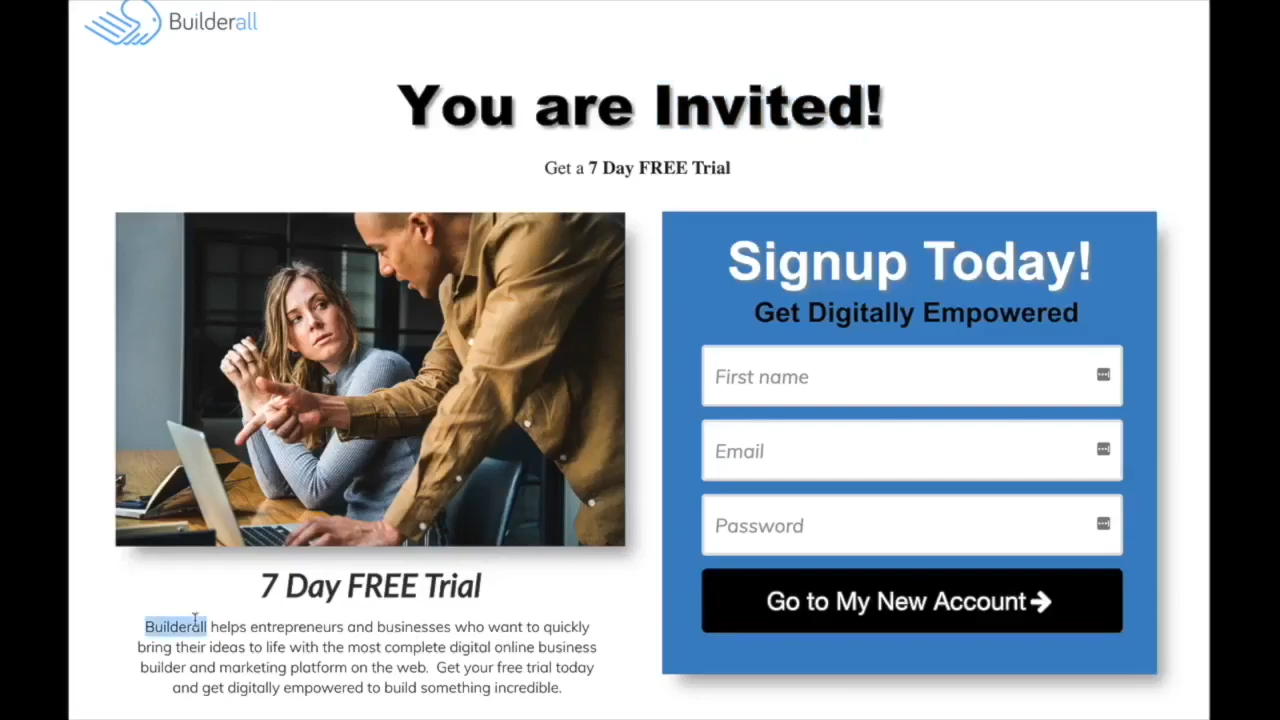 Builderall
You are Invited!
Get a 7 Day FREE Trial
Signup Today!
Get Digitally Empowered
First name
Email
Password
Go to My New Account
7 Day FREE Trial
Builderall helps entrepreneurs and businesses who want to quickly
bring their ideas to life with the most complete digital online business
builder and marketing platform on the web. Get your free trial today
and get digitally empowered to build something incredible.